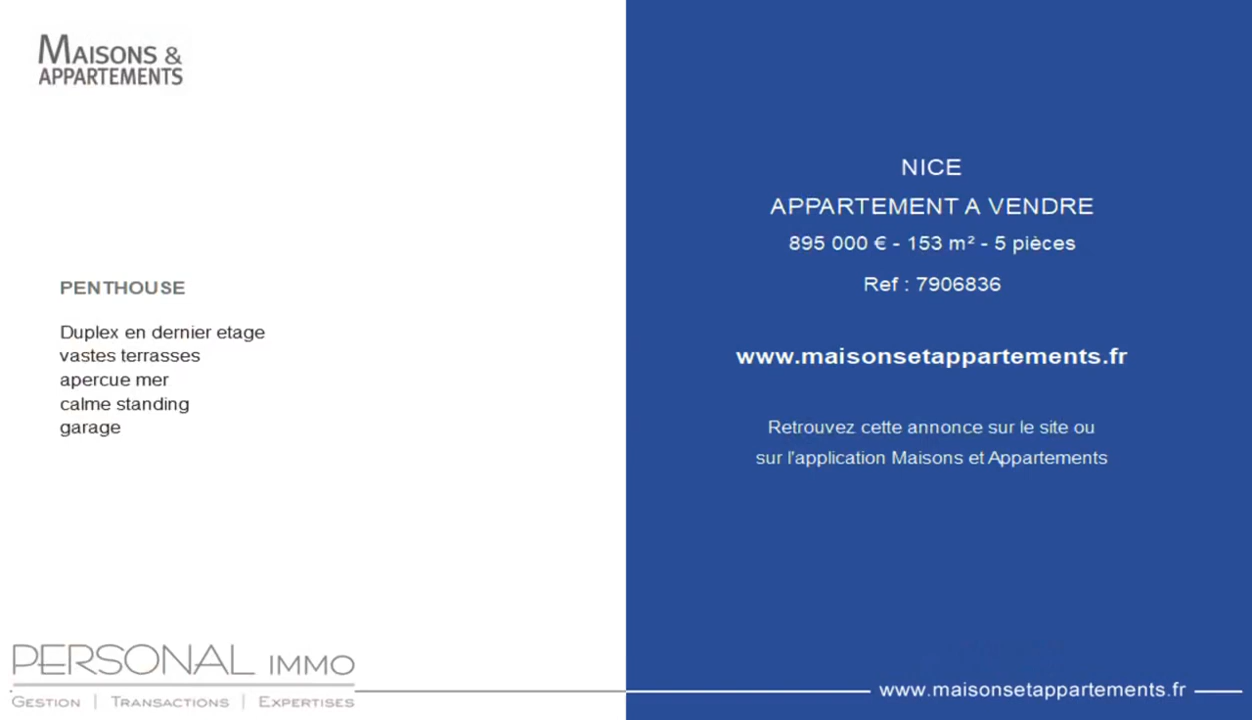 MAISONS &
APPARTEMENTS
PENTHOUSE
Duplex en dernier etage
vastes terrasses
apercue mer
calme standing
garage
PERSONAL IMMO
GESTION | TRANSACTIONS | EXPERTISES
NICE
APPARTEMENT A VENDRE
895 000 € - 153 m² - 5 pièces
Ref : 7906836
www.maisonsetappartements.fr
Retrouvez cette annonce sur le site ou
sur l'application Maisons et Appartements
www.maisonsetappartements.fr